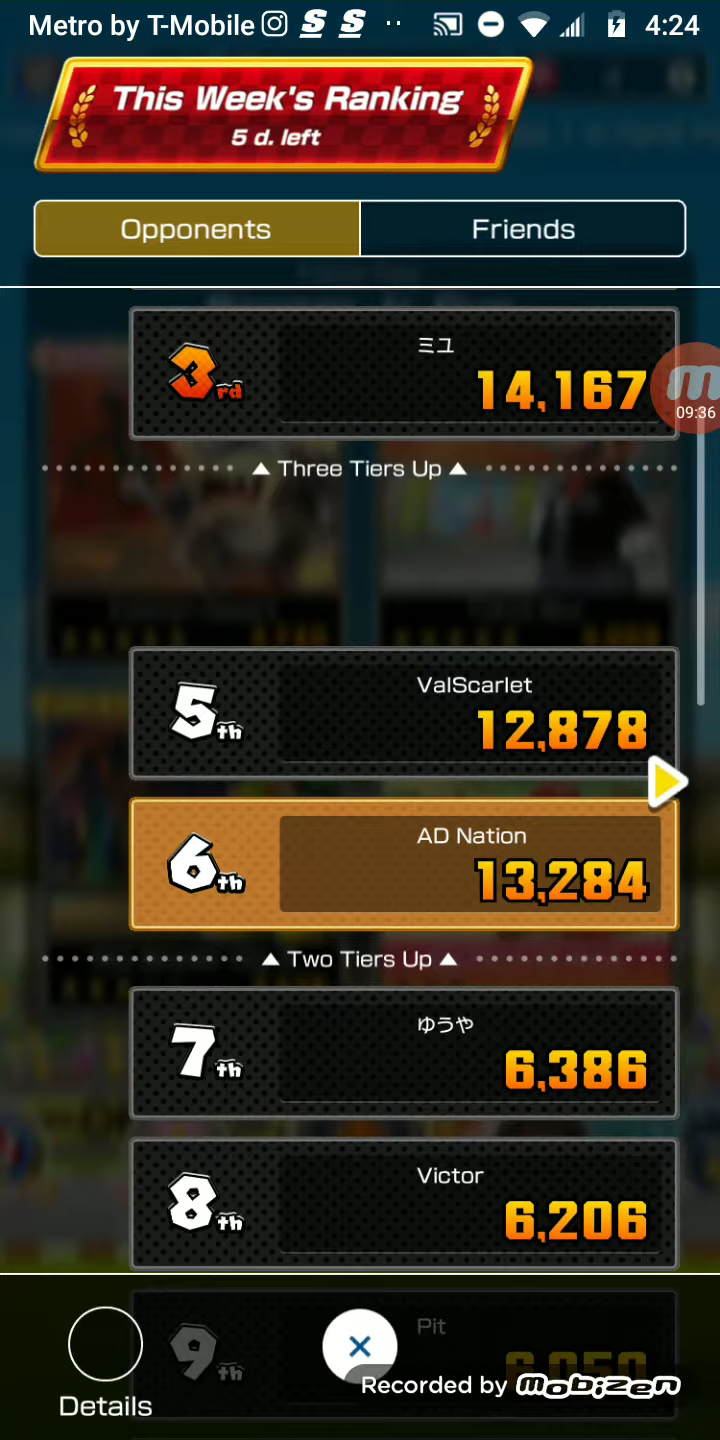 Metro by T-Mobile 4:24
This Week's Ranking
5 d. left
Opponents Friends
3rd ミユ
14,167
09:36
▲ Three Tiers Up ▲
5th ValScarlet
12,878
6th AD Nation
13,284
▲ Two Tiers Up ▲
7th ゆうや
6,386
8th Victor
6,206
9th Pit
6,050
Recorded by mobizen
Details